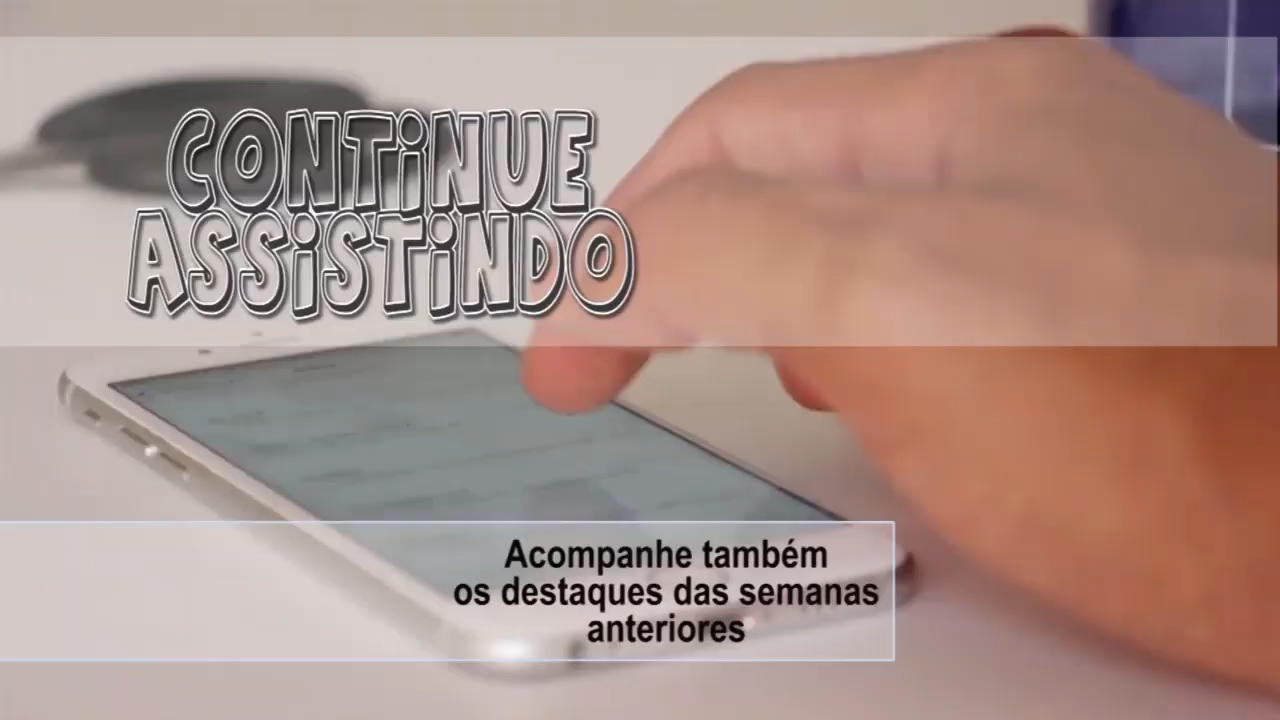 CONTINUE
ASSISTINDO
Acompanhe também
os destaques das semanas
anteriores